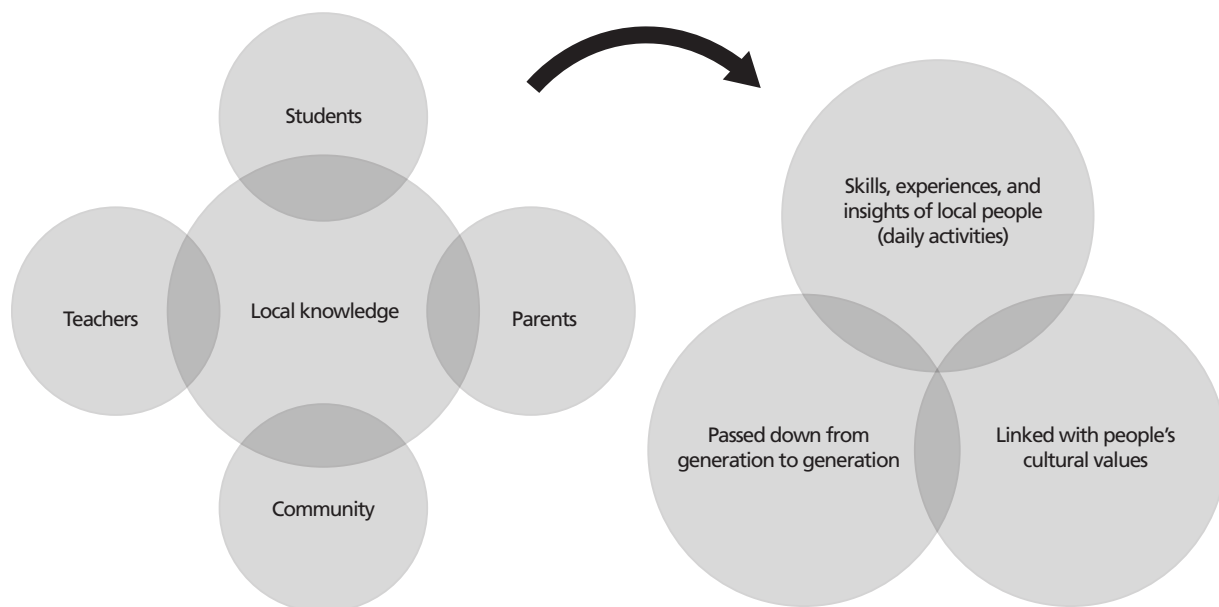 Students
Teachers
Local knowledge
Parents
Community
Skills, experiences, and
insights of local people
(daily activities)
Passed down from
generation to generation
Linked with people’s
cultural values